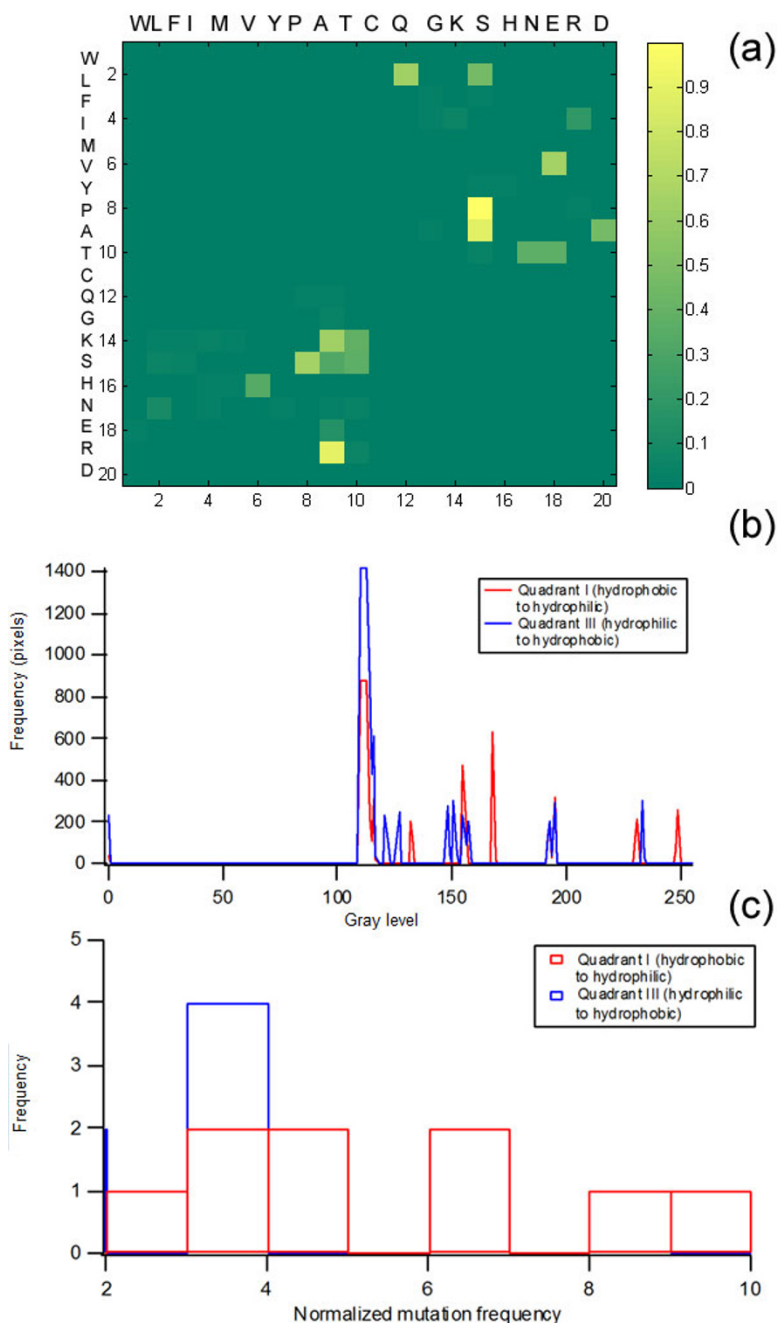 WLFI M V YP A T C Q G K S H NE R D
(a)
W
L
F
I
M
V
Y
P
A
T
C
Q
G
K
S
H
N
E
R
D
2
4
6
8
10
12
14
16
18
20
2 4 6 8 10 12 14 16 18 20
0.9
0.8
0.7
0.6
0.5
0.4
0.3
0.2
0.1
0
(b)
Frequency (pixels)
1400
1200
1000
800
600
400
200
0
Quadrant I (hydrophobic
to hydrophilic)
Quadrant III (hydrophilic
to hydrophobic)
0 50 100 150 200 250
Gray level
(c)
Frequency
5
4
3
2
1
0
Quadrant I (hydrophobic
to hydrophilic)
Quadrant III (hydrophilic
to hydrophobic)
2 4 6 8 10
Normalized mutation frequency